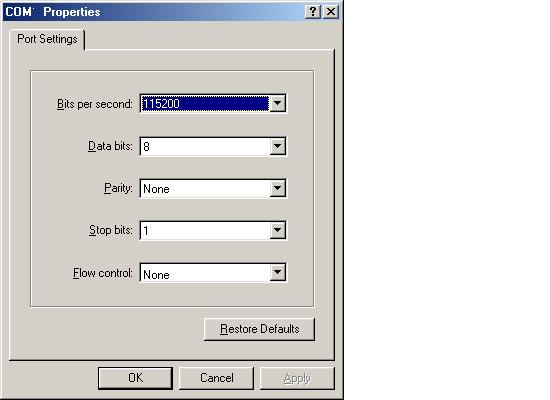 COM Properties
Port Settings
Bits per second: 115200
Data bits: 8
Parity: None
Stop bits: 1
Flow control: None
Restore Defaults
OK Cancel Apply